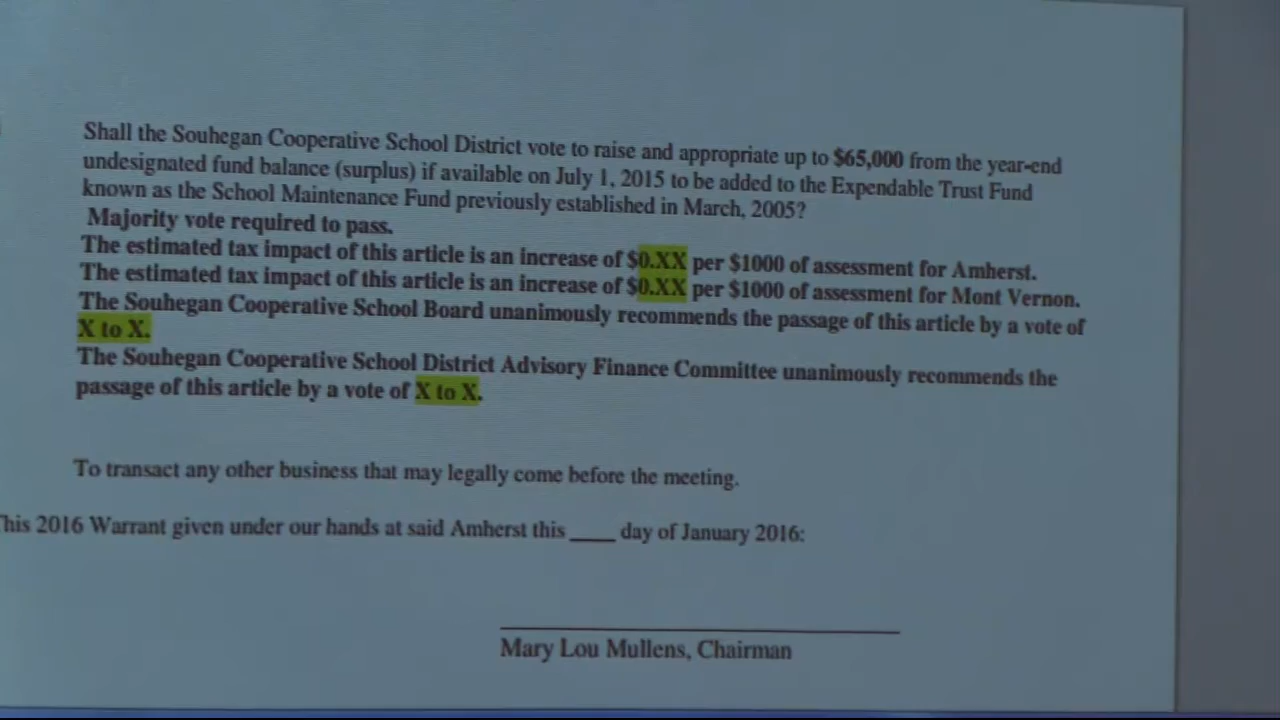 Shall the Souhegan Cooperative School District vote to raise and appropriate up to $65,000 from the year-end
undesignated fund balance (surplus) if available on July 1, 2015 to be added to the Expendable Trust Fund
known as the School Maintenance Fund previously established in March, 2005?
Majority vote required to pass.
The estimated tax impact of this article is an increase of $0.XX per $1000 of assessment for Amherst.
The estimated tax impact of this article is an increase of $0.XX per $1000 of assessment for Mont Vernon.
The Souhegan Cooperative School Board unanimously recommends the passage of this article by a vote of
X to X.
The Souhegan Cooperative School District Advisory Finance Committee unanimously recommends the
passage of this article by a vote of X to X.
To transact any other business that may legally come before the meeting.
This 2016 Warrant given under our hands at said Amherst this ____ day of January 2016:
Mary Lou Mullens, Chairman